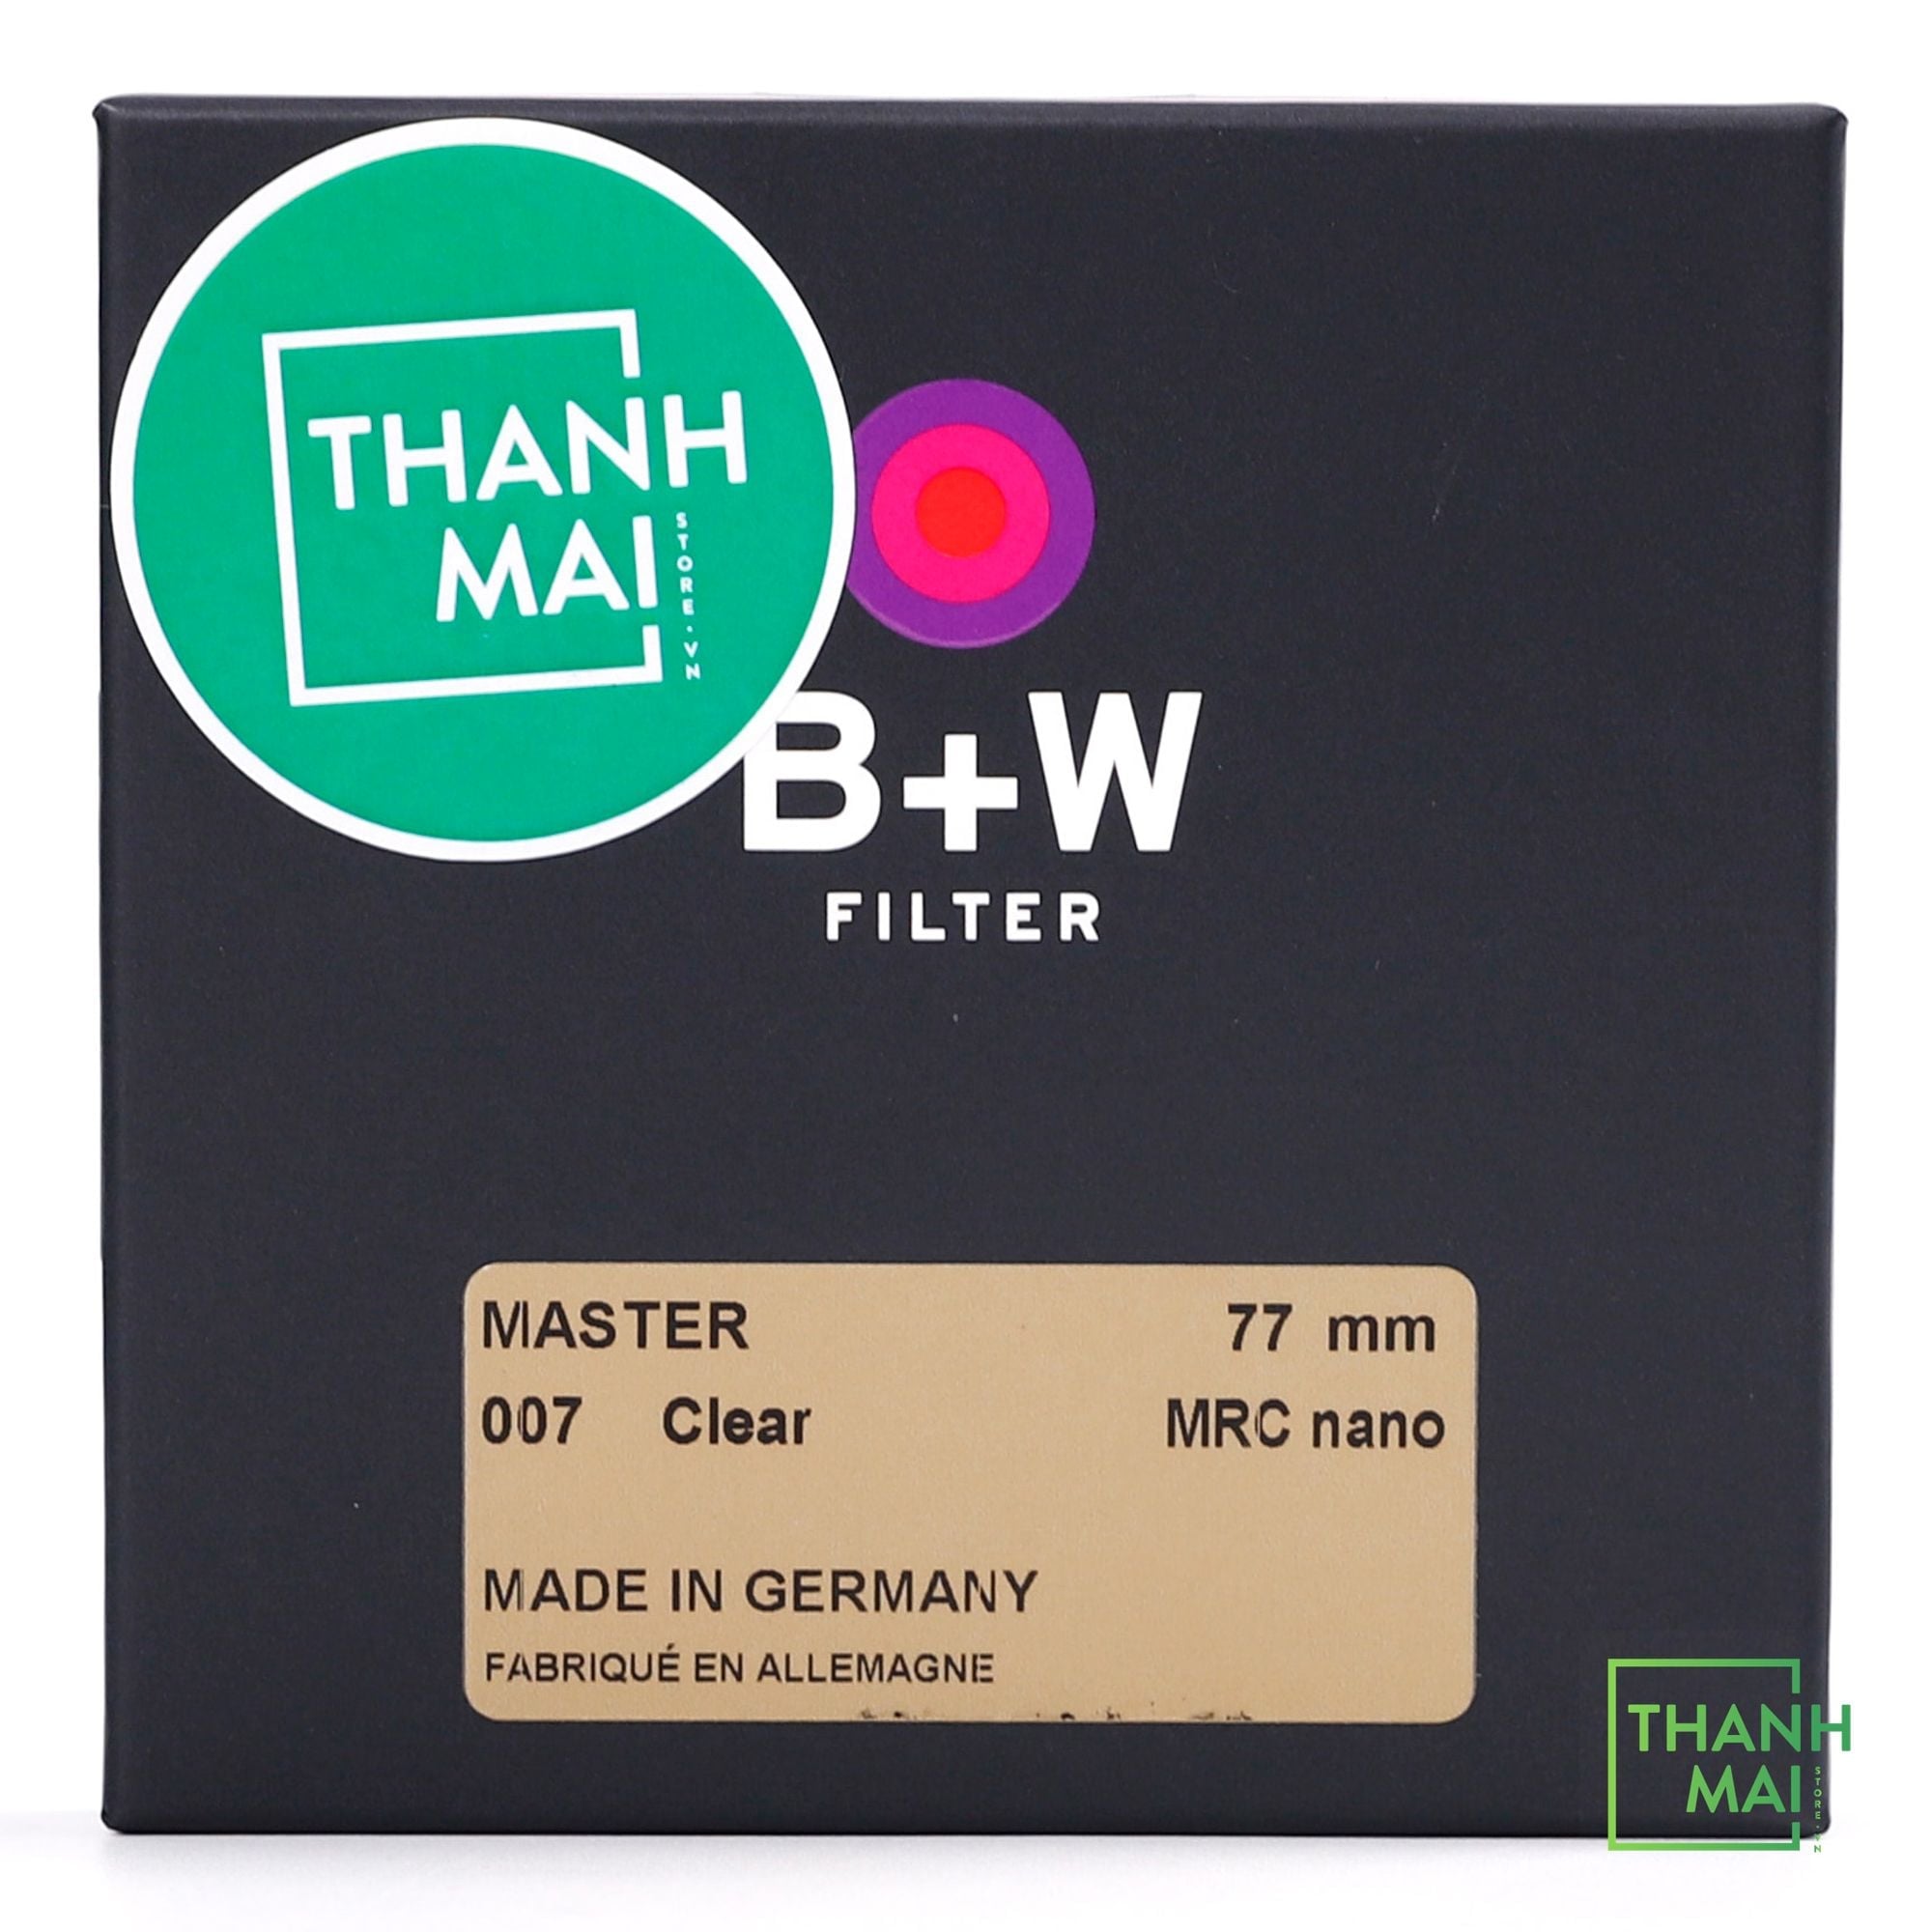 THANH
MAI
STORE.VN
B+W
FILTER
MASTER 77 mm
007 Clear MRC nano
MADE IN GERMANY
FABRIQUÉ EN ALLEMAGNE
THANH
MAI
STORE.VN